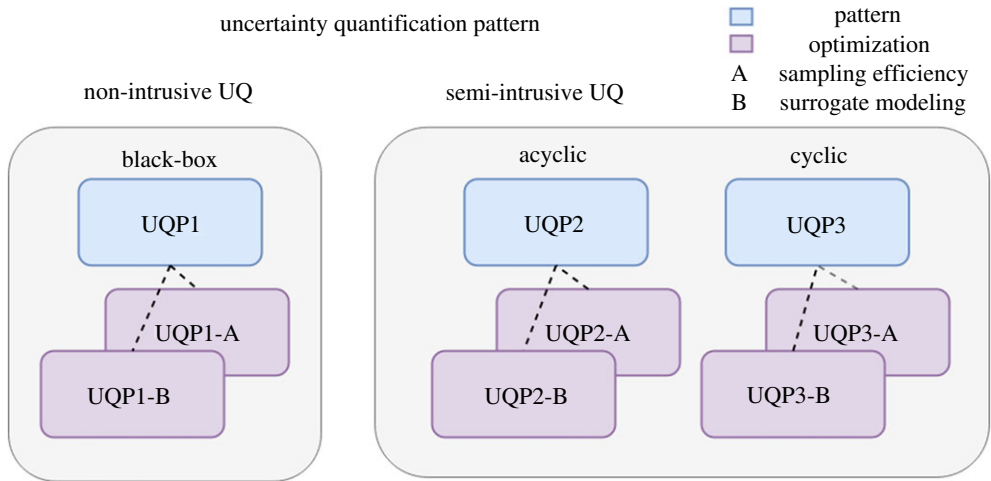 uncertainty quantification pattern
pattern
optimization
A sampling efficiency
B surrogate modeling
non-intrusive UQ
semi-intrusive UQ
black-box
UQP1
UQP1-A
UQP1-B
acyclic
UQP2
UQP2-A
UQP2-B
cyclic
UQP3
UQP3-A
UQP3-B